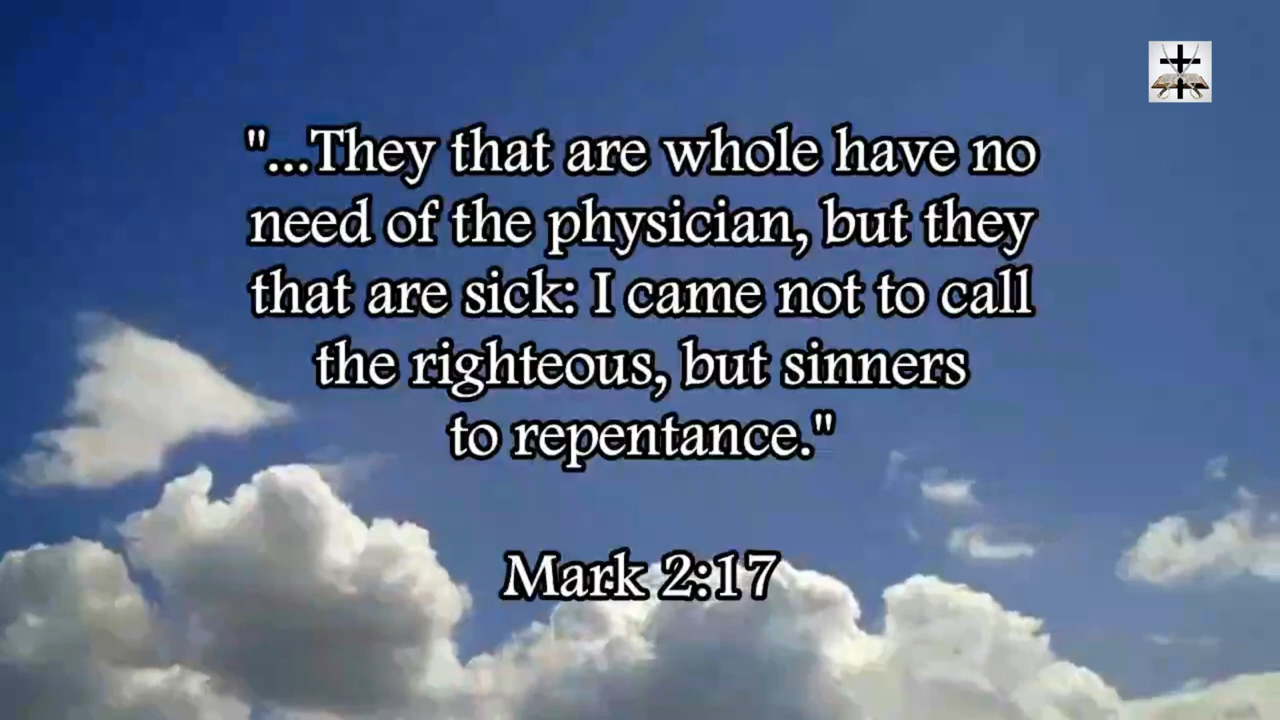 "...They that are whole have no
need of the physician, but they
that are sick: I came not to call
the righteous, but sinners
to repentance."
Mark 2:17